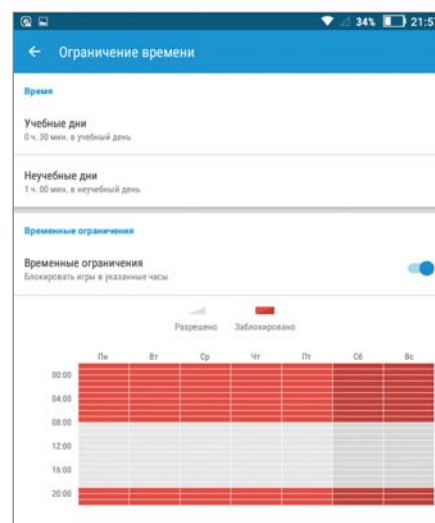 34% 21:5
Ограничение времени
Время
Учебные дни
0 ч. 30 мин. в учебный день
Неучебные дни
1 ч. 00 мин. в неучебный день
Временные ограничения
Временные ограничения
Блокировать игры в указанные часы
Разрешено Заблокировано
Пн Вт Ср Чт Пт Сб Вс
00:00
04:00
08:00
12:00
16:00
20:00